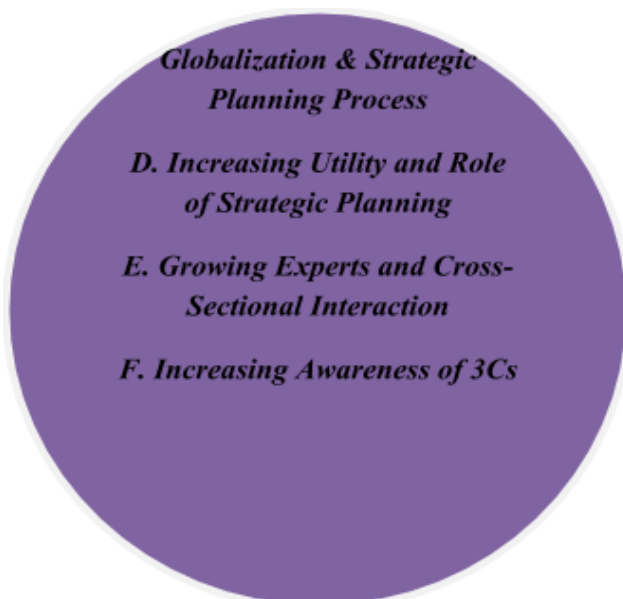 Globalization & Strategic
Planning Process
D. Increasing Utility and Role
of Strategic Planning
E. Growing Experts and Cross-
Sectional Interaction
F. Increasing Awareness of 3Cs